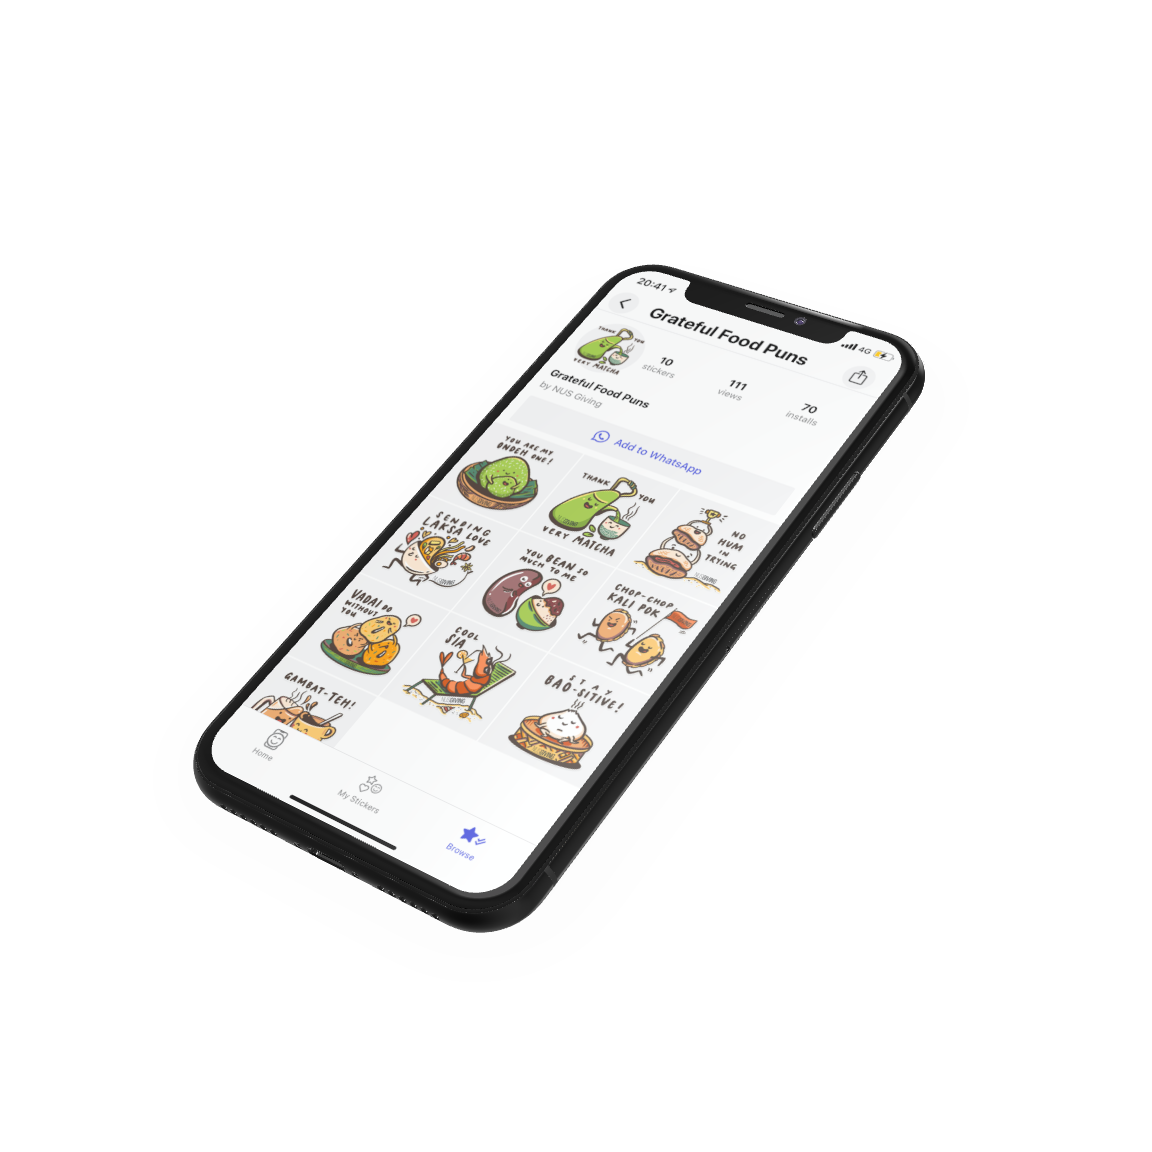 20:41
4G
Grateful Food Puns
THANK YOU
VERY MATCHA
10
stickers
111
views
70
installs
Grateful Food Puns
by NUS Giving
Add to WhatsApp
YOU ARE MY
ONDEH ONE!
THANK YOU
VERY MATCHA
NO
HUM
IN
TRYING
SENDING
LAKSA LOVE
YOU BEAN SO
MUCH TO ME
CHOP-CHOP
KALI POK
VADAI DO
WITHOUT
YOU
COOL
SIA
STAY
BAO-SITIVE!
GAMBAT-TEH!
Home
My Stickers
Browse